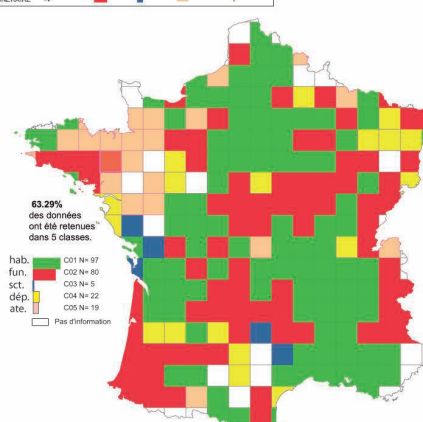 63.29%
des données
ont été retenues
dans 5 classes.
hab. C01 N= 97
fun. C02 N= 80
sct. C03 N= 5
dép. C04 N= 22
ate. C05 N= 19
Pas d'information